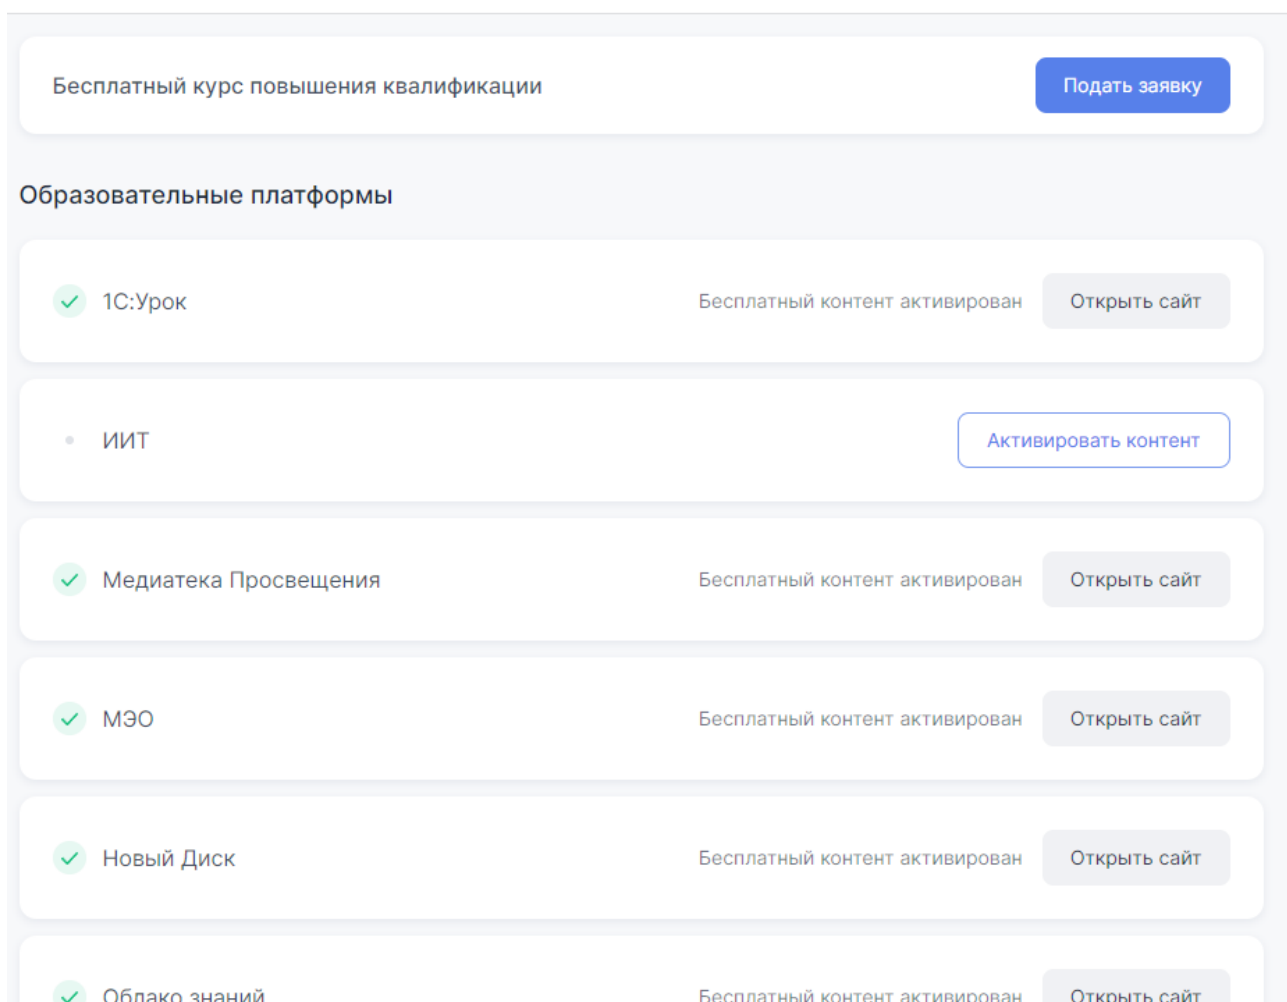 Бесплатный курс повышения квалификации Подать заявку
Образовательные платформы
1С:Урок Бесплатный контент активирован Открыть сайт
ИИТ Активировать контент
Медиатека Просвещения Бесплатный контент активирован Открыть сайт
МЭО Бесплатный контент активирован Открыть сайт
Новый Диск Бесплатный контент активирован Открыть сайт
Облако знаний Бесплатный контент активирован Открыть сайт